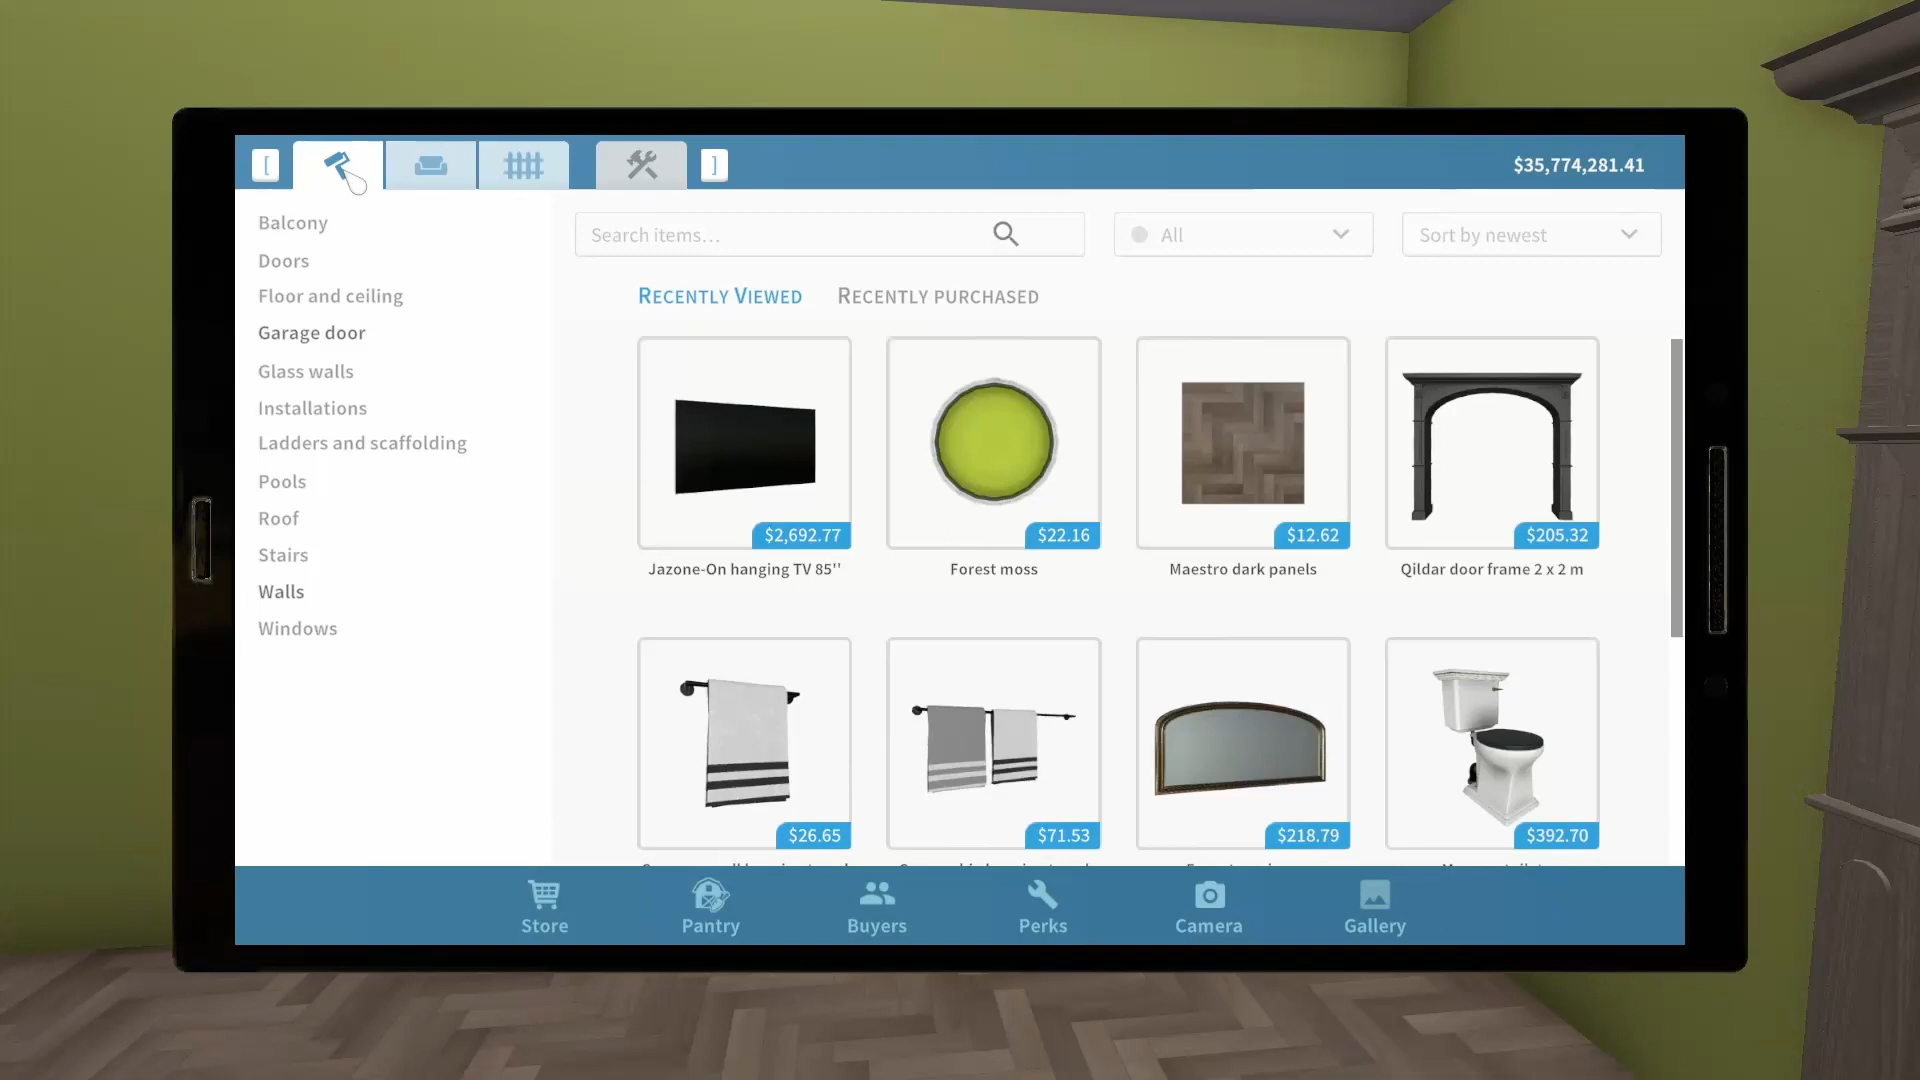 [
]
$35,774,281.41
Balcony
Doors
Floor and ceiling
Garage door
Glass walls
Installations
Ladders and scaffolding
Pools
Roof
Stairs
Walls
Windows
Search items...
All
Sort by newest
RECENTLY VIEWED
RECENTLY PURCHASED
$2,692.77
$22.16
$12.62
$205.32
Jazone-On hanging TV 85''
Forest moss
Maestro dark panels
Qildar door frame 2 x 2 m
$26.65
$71.53
$218.79
$392.70
Store
Pantry
Buyers
Perks
Camera
Gallery